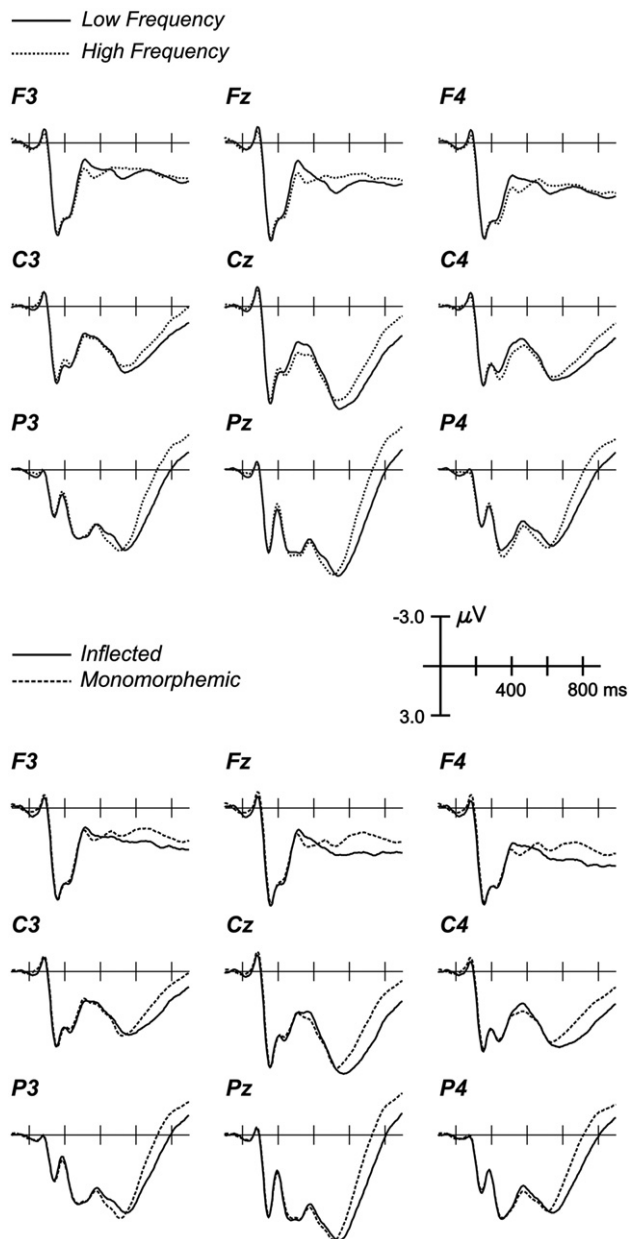 Low Frequency
High Frequency
F3 Fz F4
C3 Cz C4
P3 Pz P4
-3.0 μV
400 800 ms
3.0
Inflected
Monomorphemic
F3 Fz F4
C3 Cz C4
P3 Pz P4